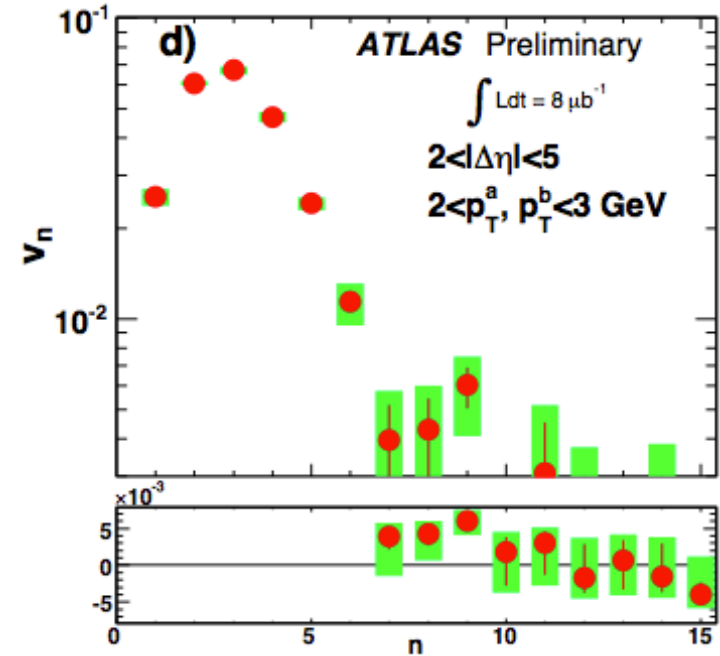 10⁻¹
d) ATLAS Preliminary
∫ Ldt = 8 μb⁻¹
2<|Δη|<5
2<p_T^a, p_T^b<3 GeV
v_n
10⁻²
×10⁻³
5
0
-5
0 5 10 15
n